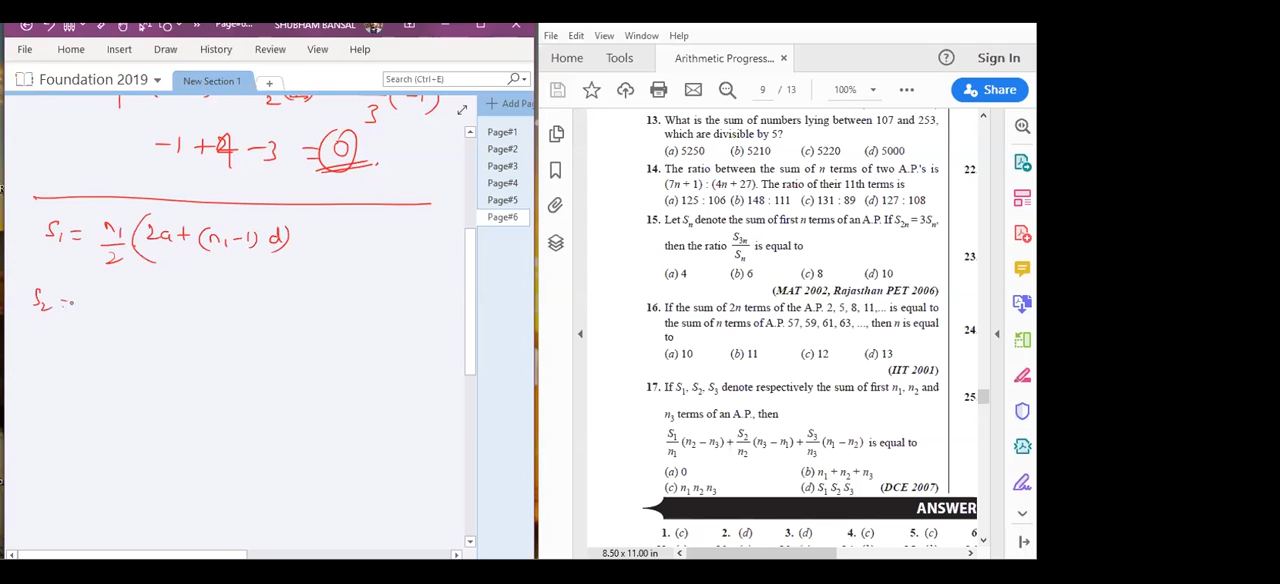 SHUBHAM BANSAL
File Home Insert Draw History Review View Help
Foundation 2019 New Section 1 Search (Ctrl+E)
Add Pa
Page#1
Page#2
Page#3
Page#4
Page#5
Page#6
3 (-1)
-1 + 4 - 3 = 0
S₁ = n₁/2 (2a + (n₁-1) d)
S₂ =
File Edit View Window Help
Home Tools Arithmetic Progress... × Sign In
9 / 13 100% Share
13. What is the sum of numbers lying between 107 and 253,
which are divisible by 5?
(a) 5250 (b) 5210 (c) 5220 (d) 5000
14. The ratio between the sum of n terms of two A.P.'s is
(7n + 1) : (4n + 27). The ratio of their 11th terms is
(a) 125 : 106 (b) 148 : 111 (c) 131 : 89 (d) 127 : 108
15. Let Sn denote the sum of first n terms of an A.P. If S2n = 3Sn,
then the ratio S3n/Sn is equal to
(a) 4 (b) 6 (c) 8 (d) 10
(MAT 2002, Rajasthan PET 2006)
16. If the sum of 2n terms of the A.P. 2, 5, 8, 11,... is equal to
the sum of n terms of A.P. 57, 59, 61, 63, ..., then n is equal
to
(a) 10 (b) 11 (c) 12 (d) 13
(IIT 2001)
17. If S₁, S₂, S₃ denote respectively the sum of first n₁, n₂ and
n₃ terms of an A.P., then
S₁/n₁ (n₂ − n₃) + S₂/n₂ (n₃ − n₁) + S₃/n₃ (n₁ − n₂) is equal to
(a) 0 (b) n₁ + n₂ + n₃
(c) n₁ n₂ n₃ (d) S₁ S₂ S₃ (DCE 2007)
22.
23.
24.
25
ANSWER
1. (c) 2. (d) 3. (d) 4. (c) 5. (c) 6
8.50 x 11.00 in